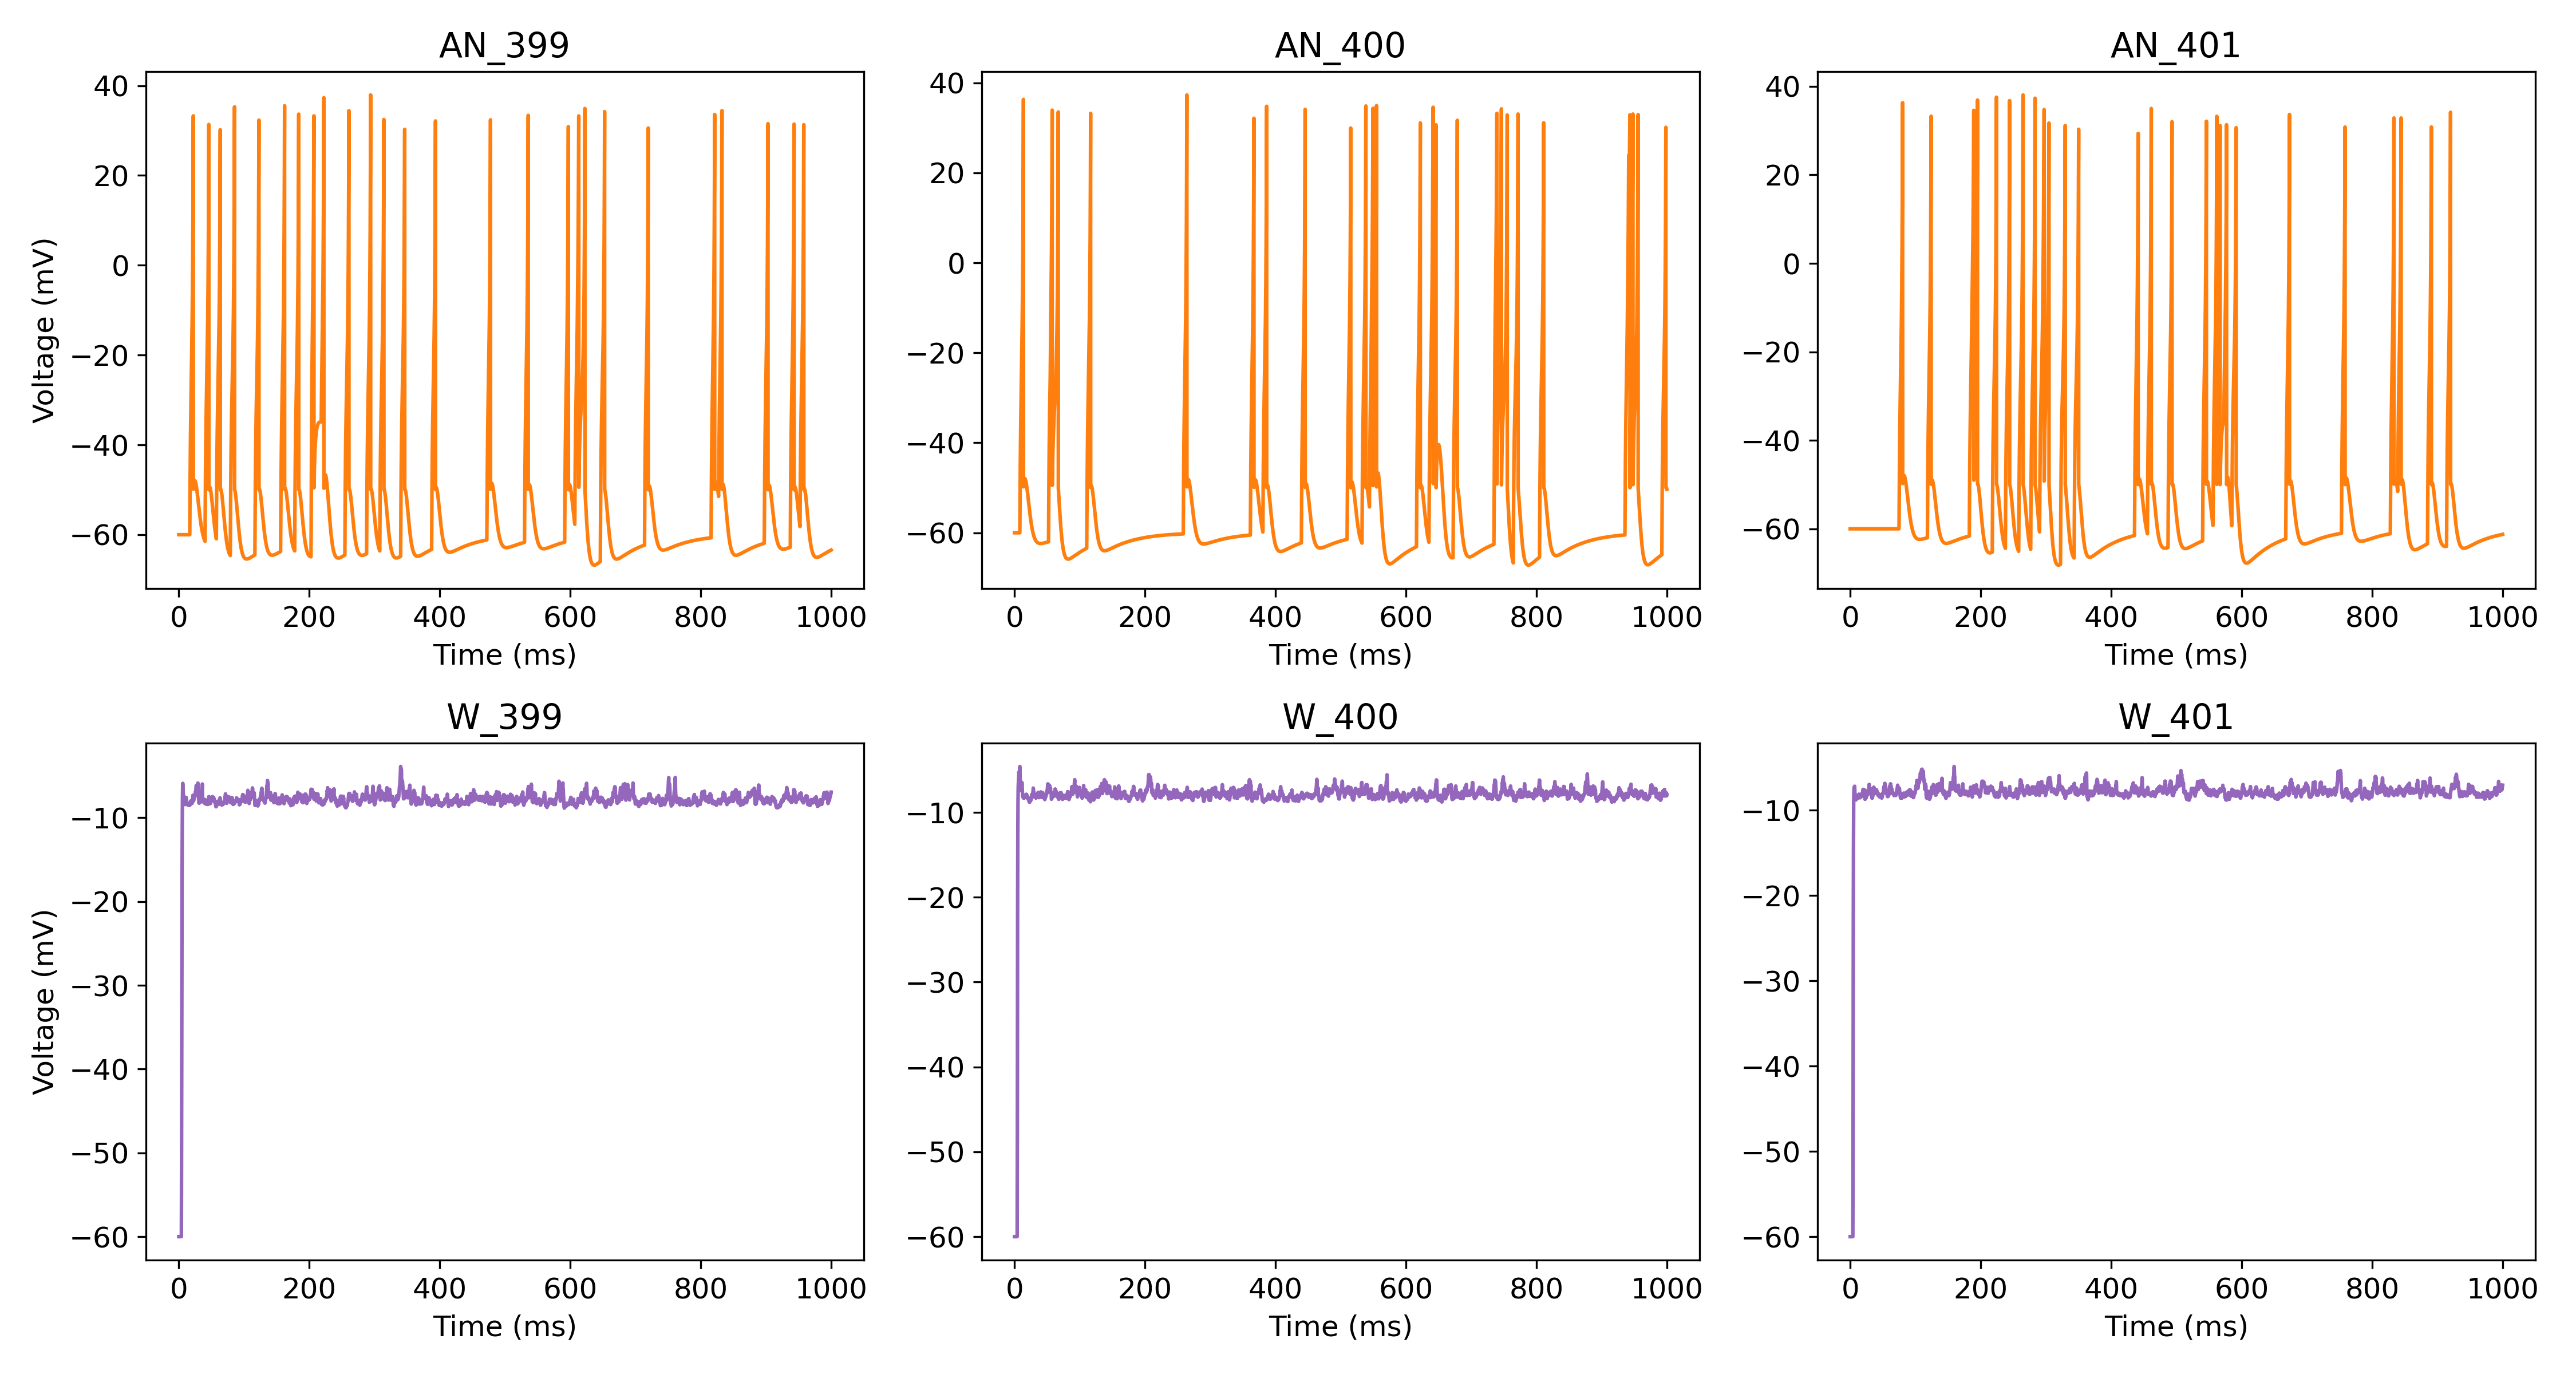 AN_399 AN_400 AN_401
40 40 40
20 20 20
0 0 0
−20 −20 −20
−40 −40 −40
−60 −60 −60
Voltage (mV)
0 200 400 600 800 1000 0 200 400 600 800 1000 0 200 400 600 800 1000
Time (ms) Time (ms) Time (ms)
W_399 W_400 W_401
−10 −10 −10
−20 −20 −20
−30 −30 −30
−40 −40 −40
−50 −50 −50
−60 −60 −60
Voltage (mV)
0 200 400 600 800 1000 0 200 400 600 800 1000 0 200 400 600 800 1000
Time (ms) Time (ms) Time (ms)